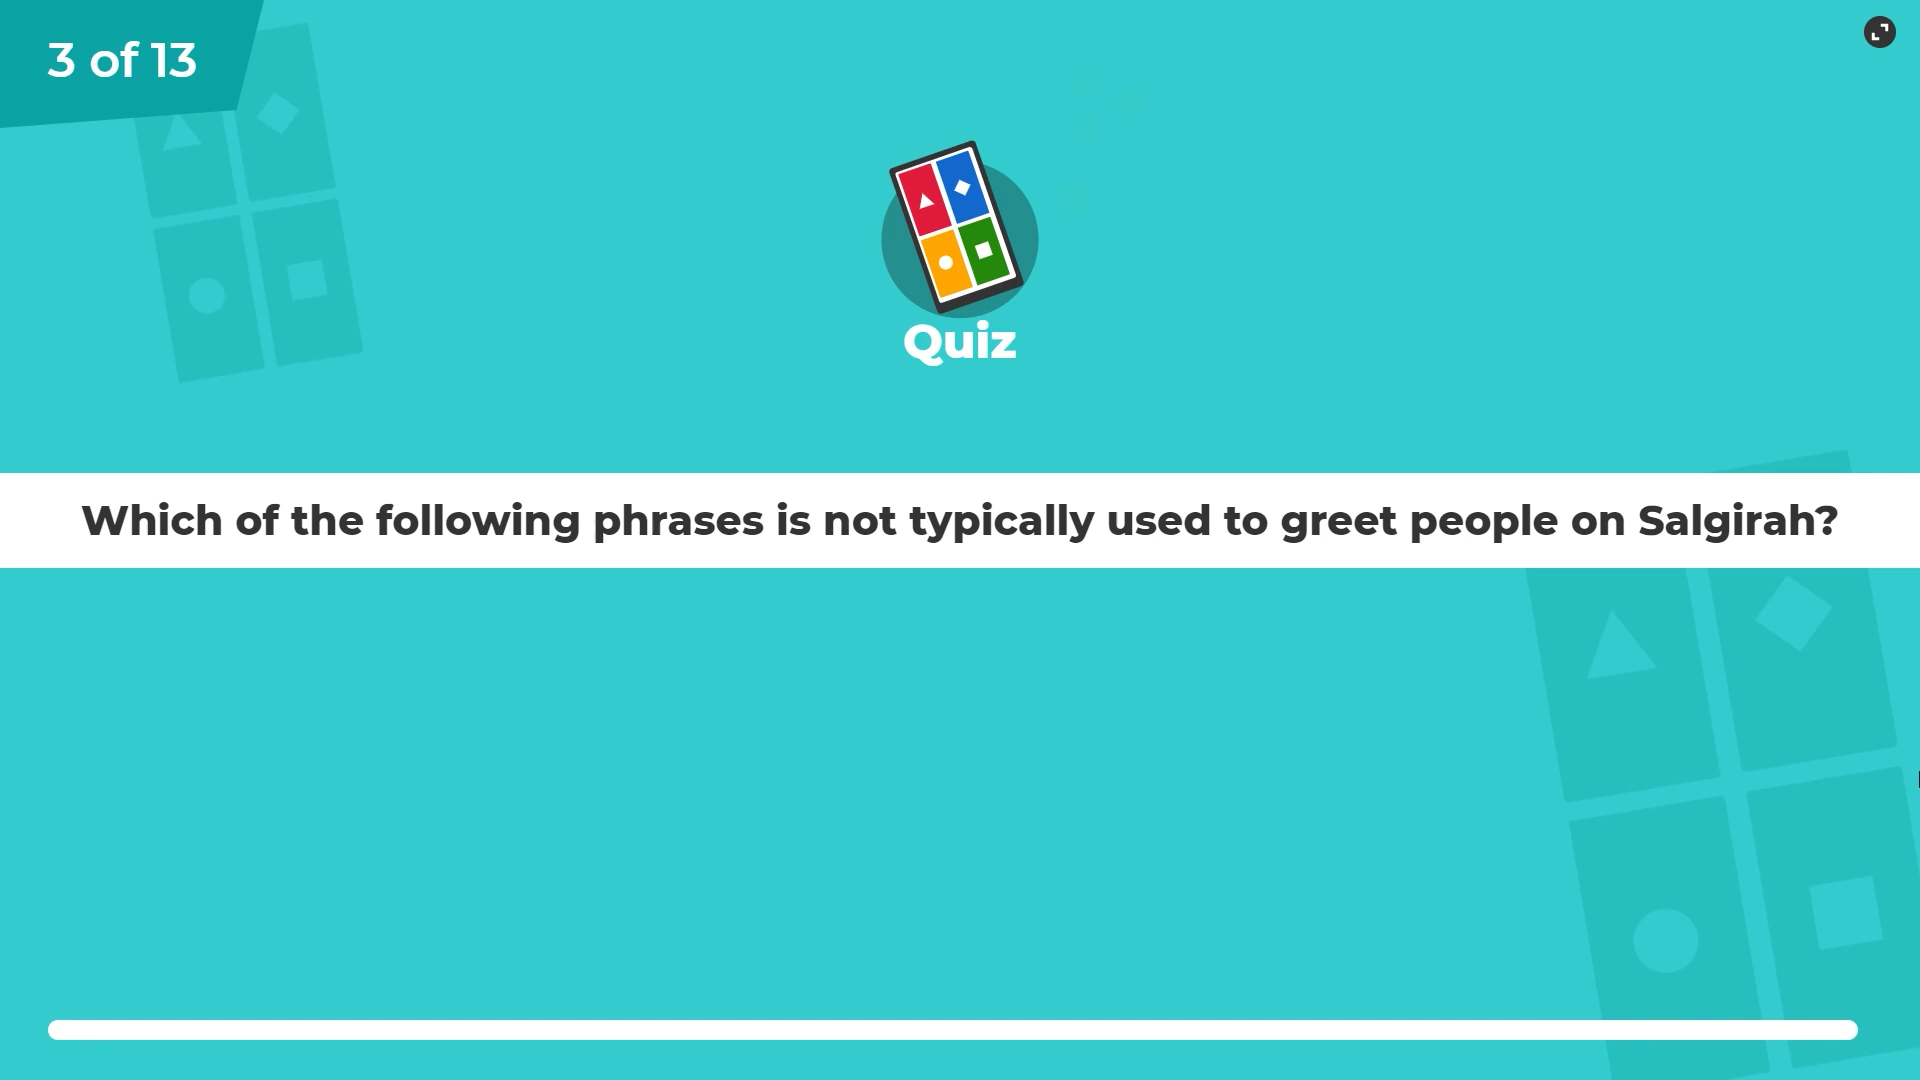 3 of 13
Quiz
Which of the following phrases is not typically used to greet people on Salgirah?